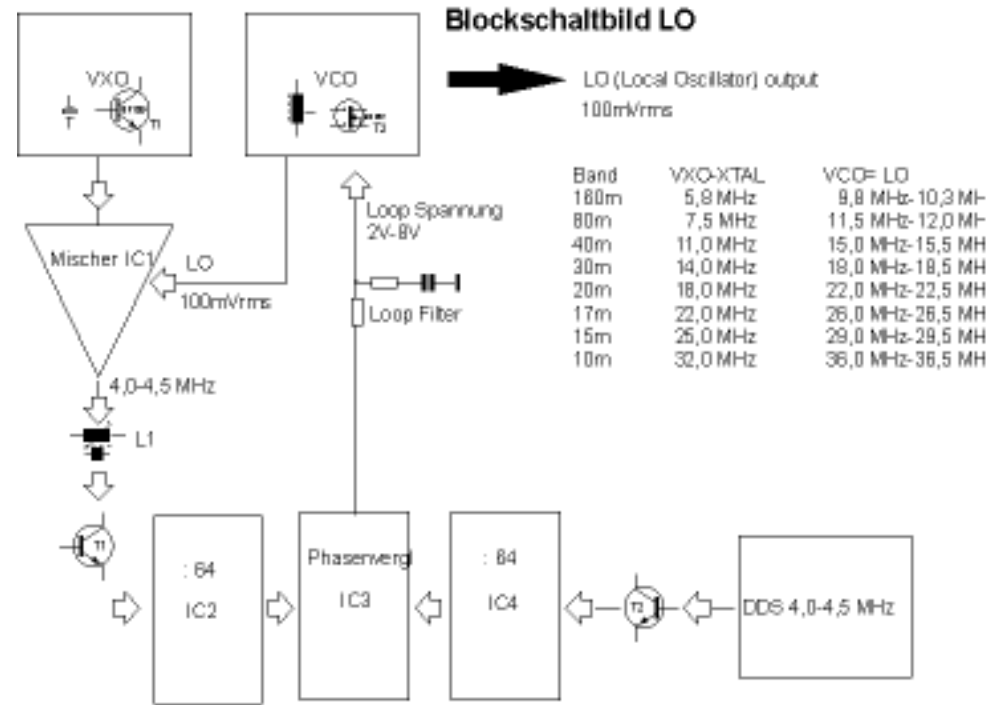 Blockschaltbild LO
VXO
T1
VCO
T3
LO (Local Oscillator) output
100mVrms
Band VXO-XTAL VCO= LO
160m 5,8 MHz 9,8 MHz-10,3 MH
80m 7,5 MHz 11,5 MHz-12,0 MH
40m 11,0 MHz 15,0 MHz-15,5 MH
30m 14,0 MHz 18,0 MHz-18,5 MH
20m 18,0 MHz 22,0 MHz-22,5 MH
17m 22,0 MHz 26,0 MHz-26,5 MH
15m 25,0 MHz 29,0 MHz-29,5 MH
10m 32,0 MHz 36,0 MHz-36,5 MH
Loop Spannung
2V-8V
Mischer IC1
LO
100mVrms
Loop Filter
4,0-4,5 MHz
L1
T1
: 64
IC2
Phasenvergl
IC3
: 64
IC4
T2
DDS 4,0-4,5 MHz